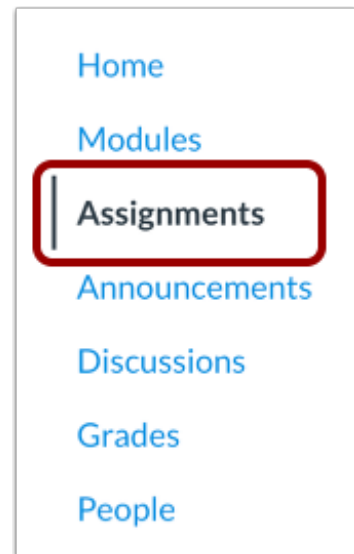 Home
Modules
Assignments
Announcements
Discussions
Grades
People